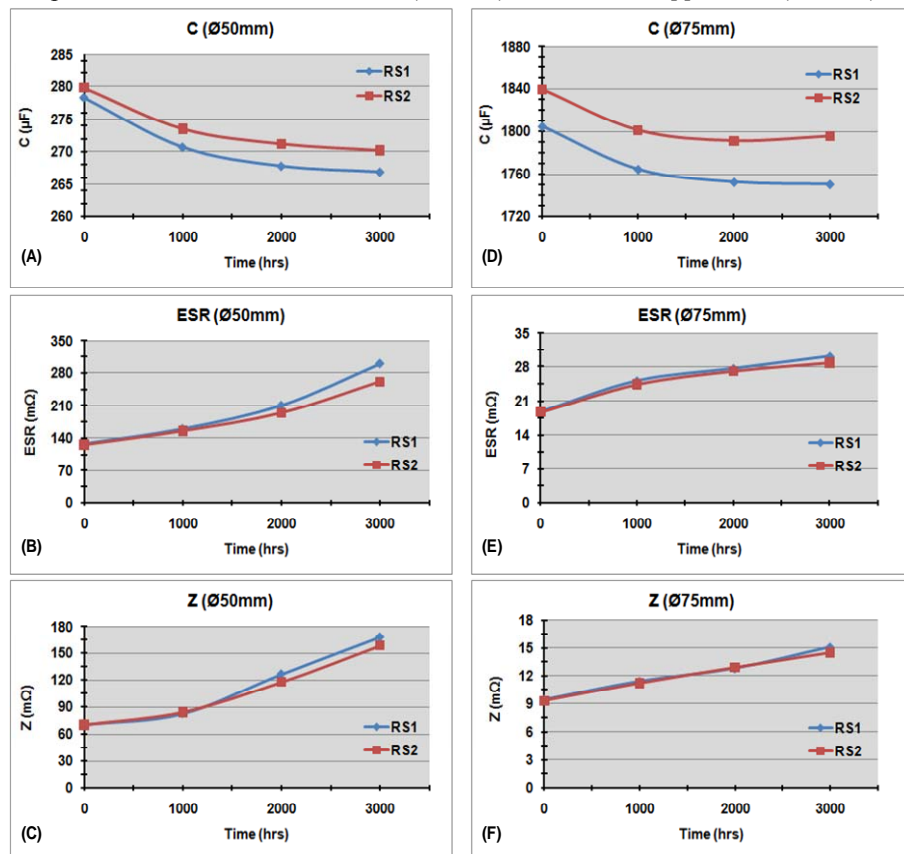 C (Ø50mm)
285
280
275
270
265
260
C (µF)
RS1
RS2
0 1000 2000 3000
Time (hrs)
(A)
C (Ø75mm)
1880
1840
1800
1760
1720
C (µF)
RS1
RS2
0 1000 2000 3000
Time (hrs)
(D)
ESR (Ø50mm)
350
280
210
140
70
0
ESR (mΩ)
RS1
RS2
0 1000 2000 3000
Time (hrs)
(B)
ESR (Ø75mm)
35
28
21
14
7
0
ESR (mΩ)
RS1
RS2
0 1000 2000 3000
Time (hrs)
(E)
Z (Ø50mm)
180
150
120
90
60
30
0
Z (mΩ)
RS1
RS2
0 1000 2000 3000
Time (hrs)
(C)
Z (Ø75mm)
18
15
12
9
6
3
0
Z (mΩ)
RS1
RS2
0 1000 2000 3000
Time (hrs)
(F)